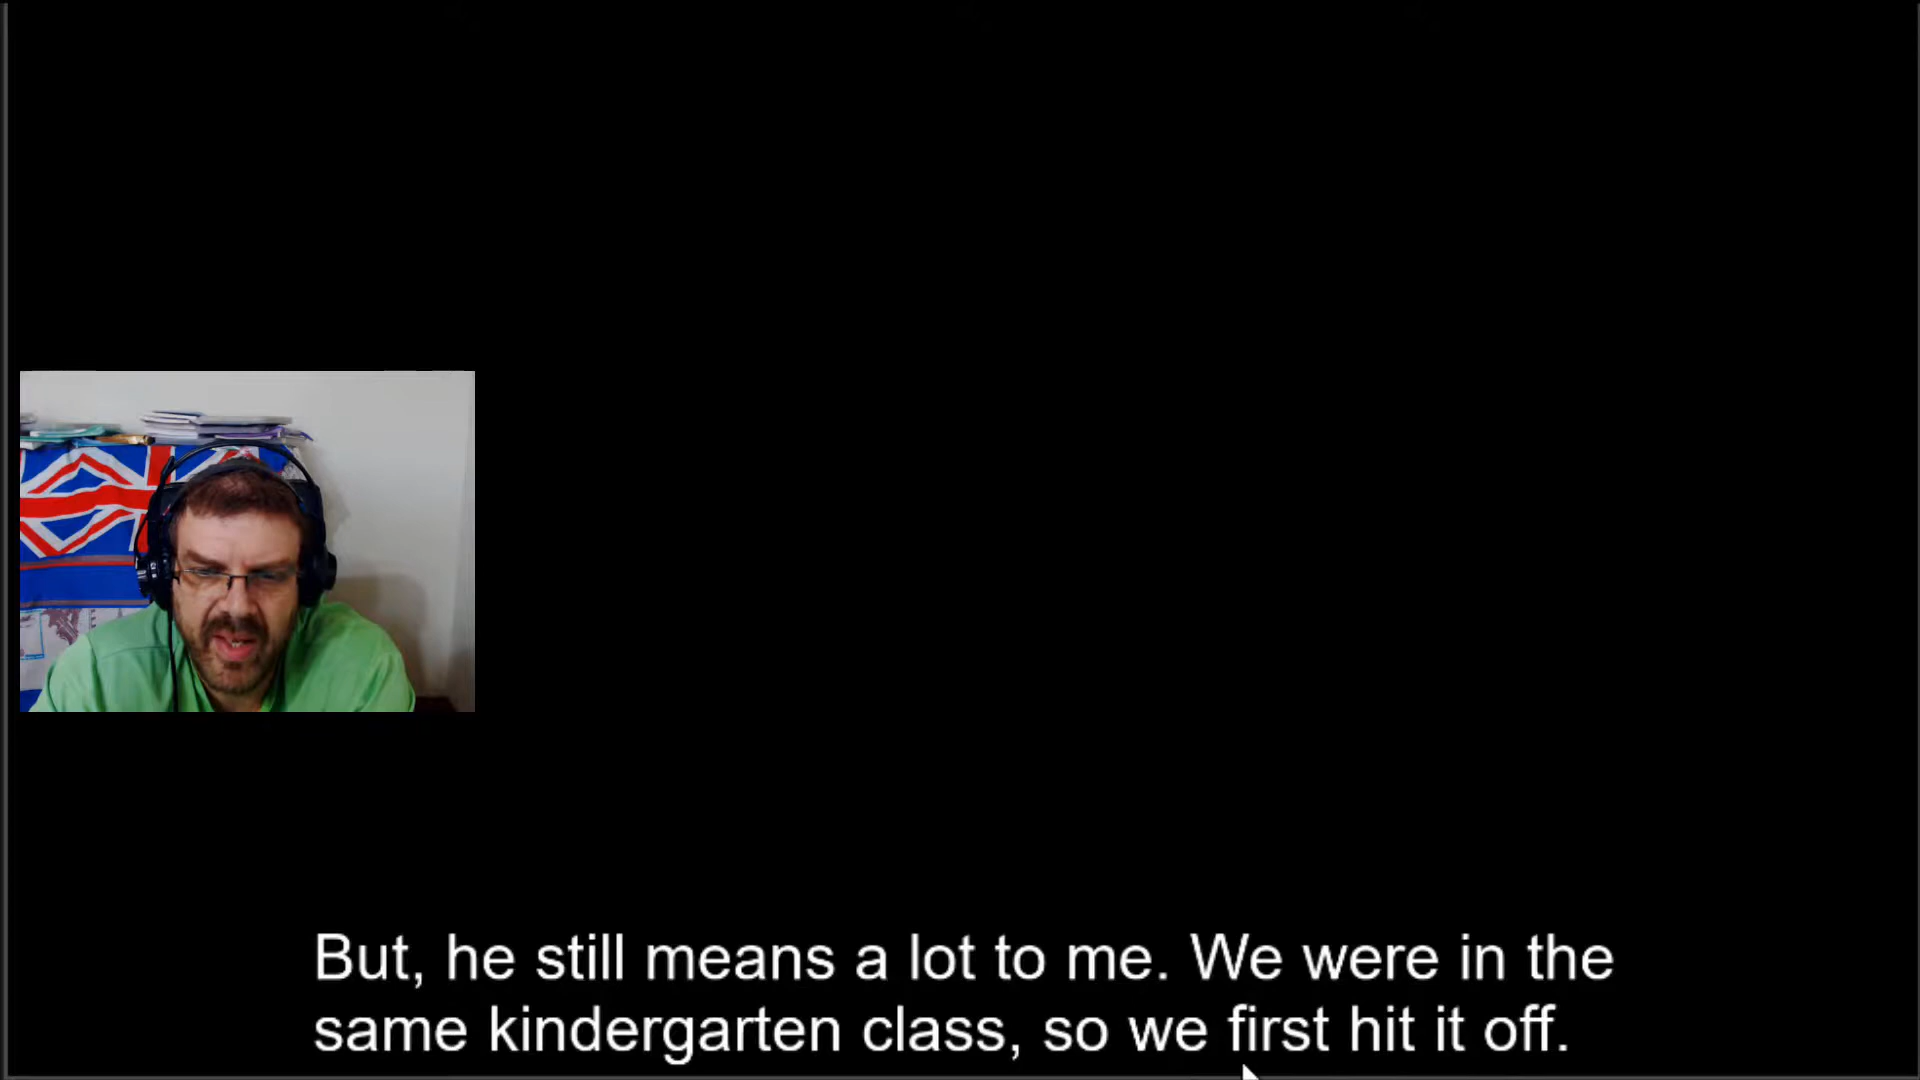 But, he still means a lot to me. We were in the
same kindergarten class, so we first hit it off.